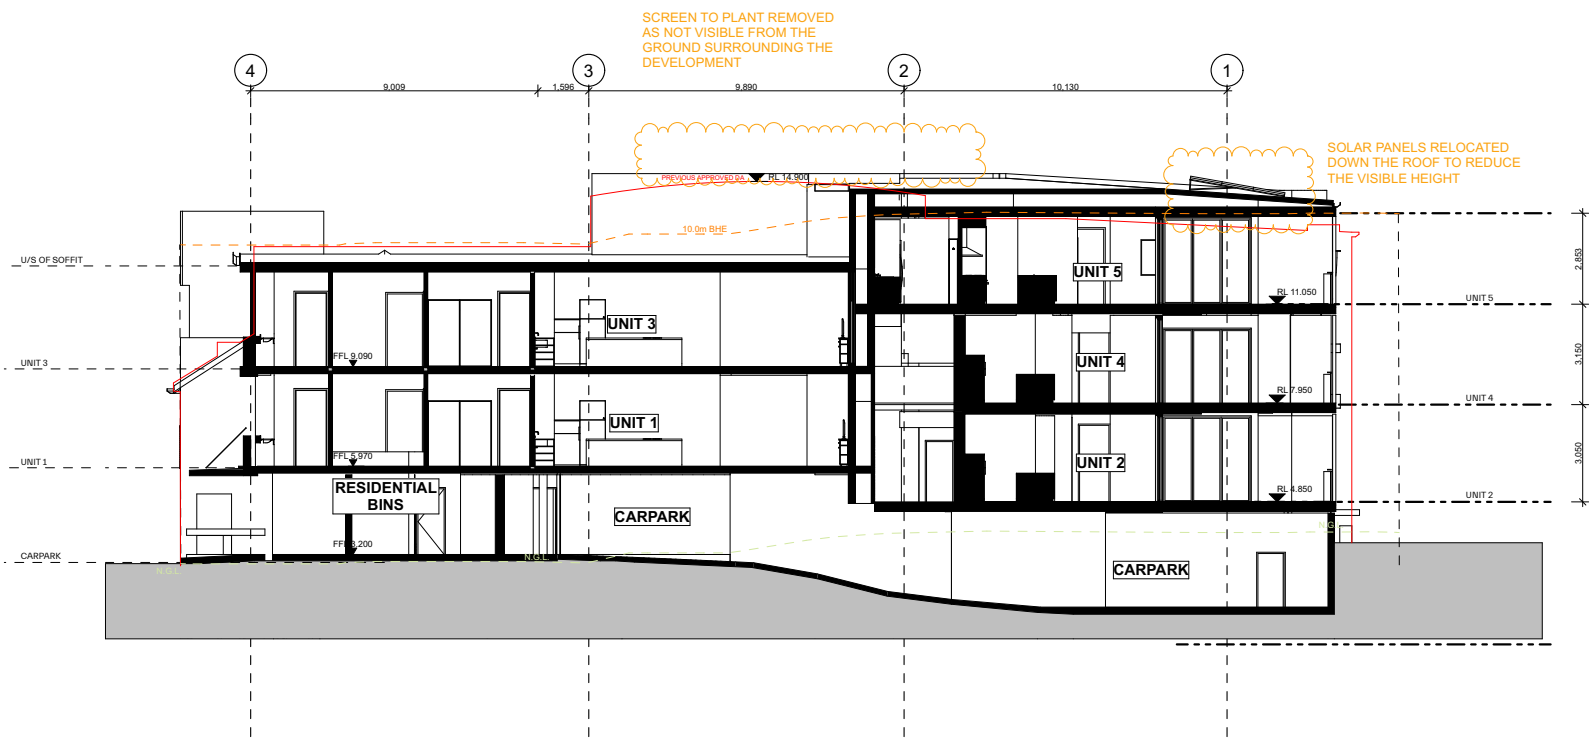 SCREEN TO PLANT REMOVED
AS NOT VISIBLE FROM THE
GROUND SURROUNDING THE
DEVELOPMENT
4
3
2
1
9.009
1.596
9.890
10.130
SOLAR PANELS RELOCATED
DOWN THE ROOF TO REDUCE
THE VISIBLE HEIGHT
PREVIOUS APPROVED DA
RL 14.900
10.0m BHE
U/S OF SOFFIT
2.853
UNIT 5
RL 11.050
UNIT 5
UNIT 3
FFL 9.090
UNIT 3
UNIT 4
3.150
RL 7.950
UNIT 4
UNIT 1
FFL 5.970
UNIT 1
UNIT 2
3.050
RL 4.850
UNIT 2
RESIDENTIAL
BINS
CARPARK
FFL 3.200
CARPARK
N.G.L
N.G.L
N.G.
CARPARK